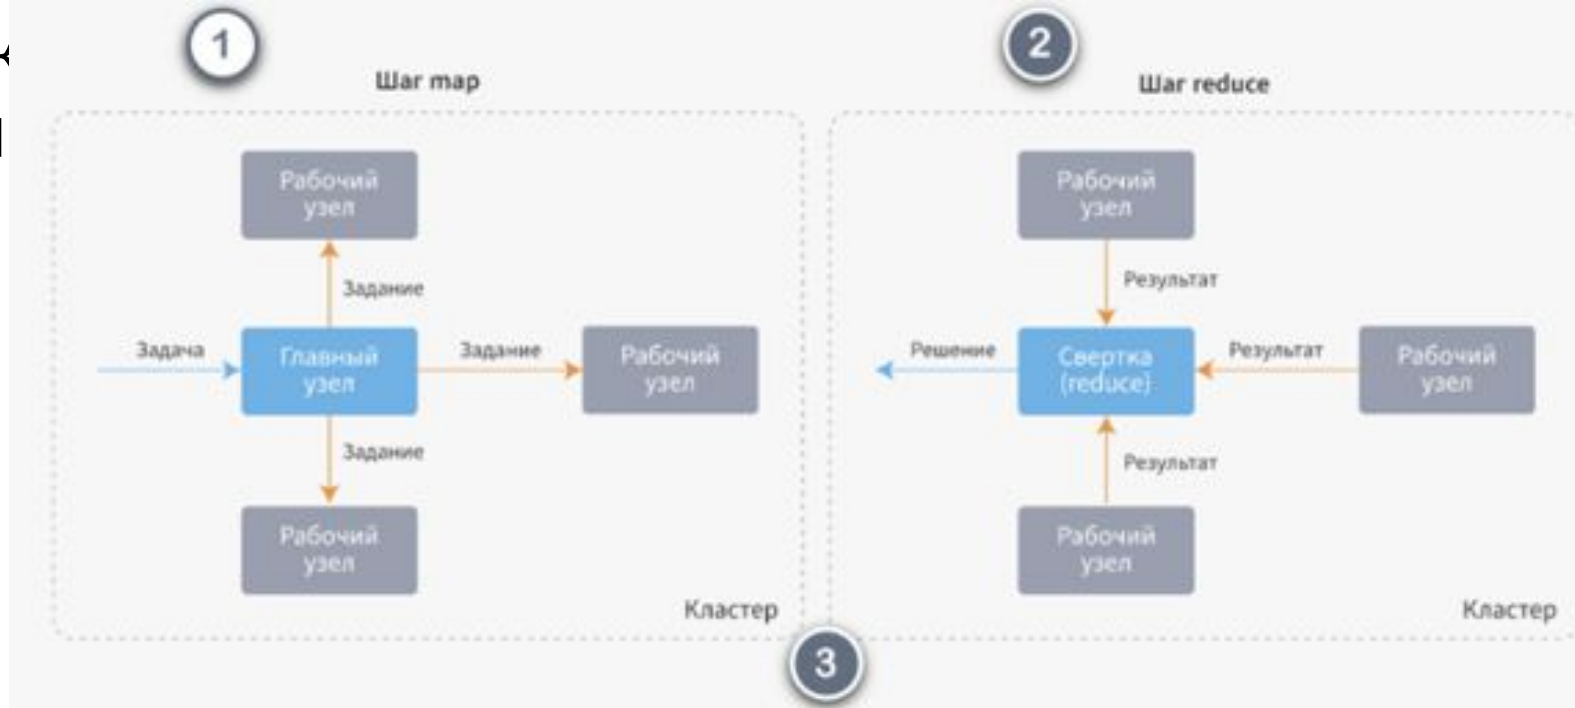 1
Шаг map
Рабочий
узел
Задание
Задача
Главный
узел
Задание
Рабочий
узел
Задание
Рабочий
узел
Кластер
2
Шаг reduce
Рабочий
узел
Результат
Решение
Свертка
(reduce)
Результат
Рабочий
узел
Результат
Рабочий
узел
Кластер
3